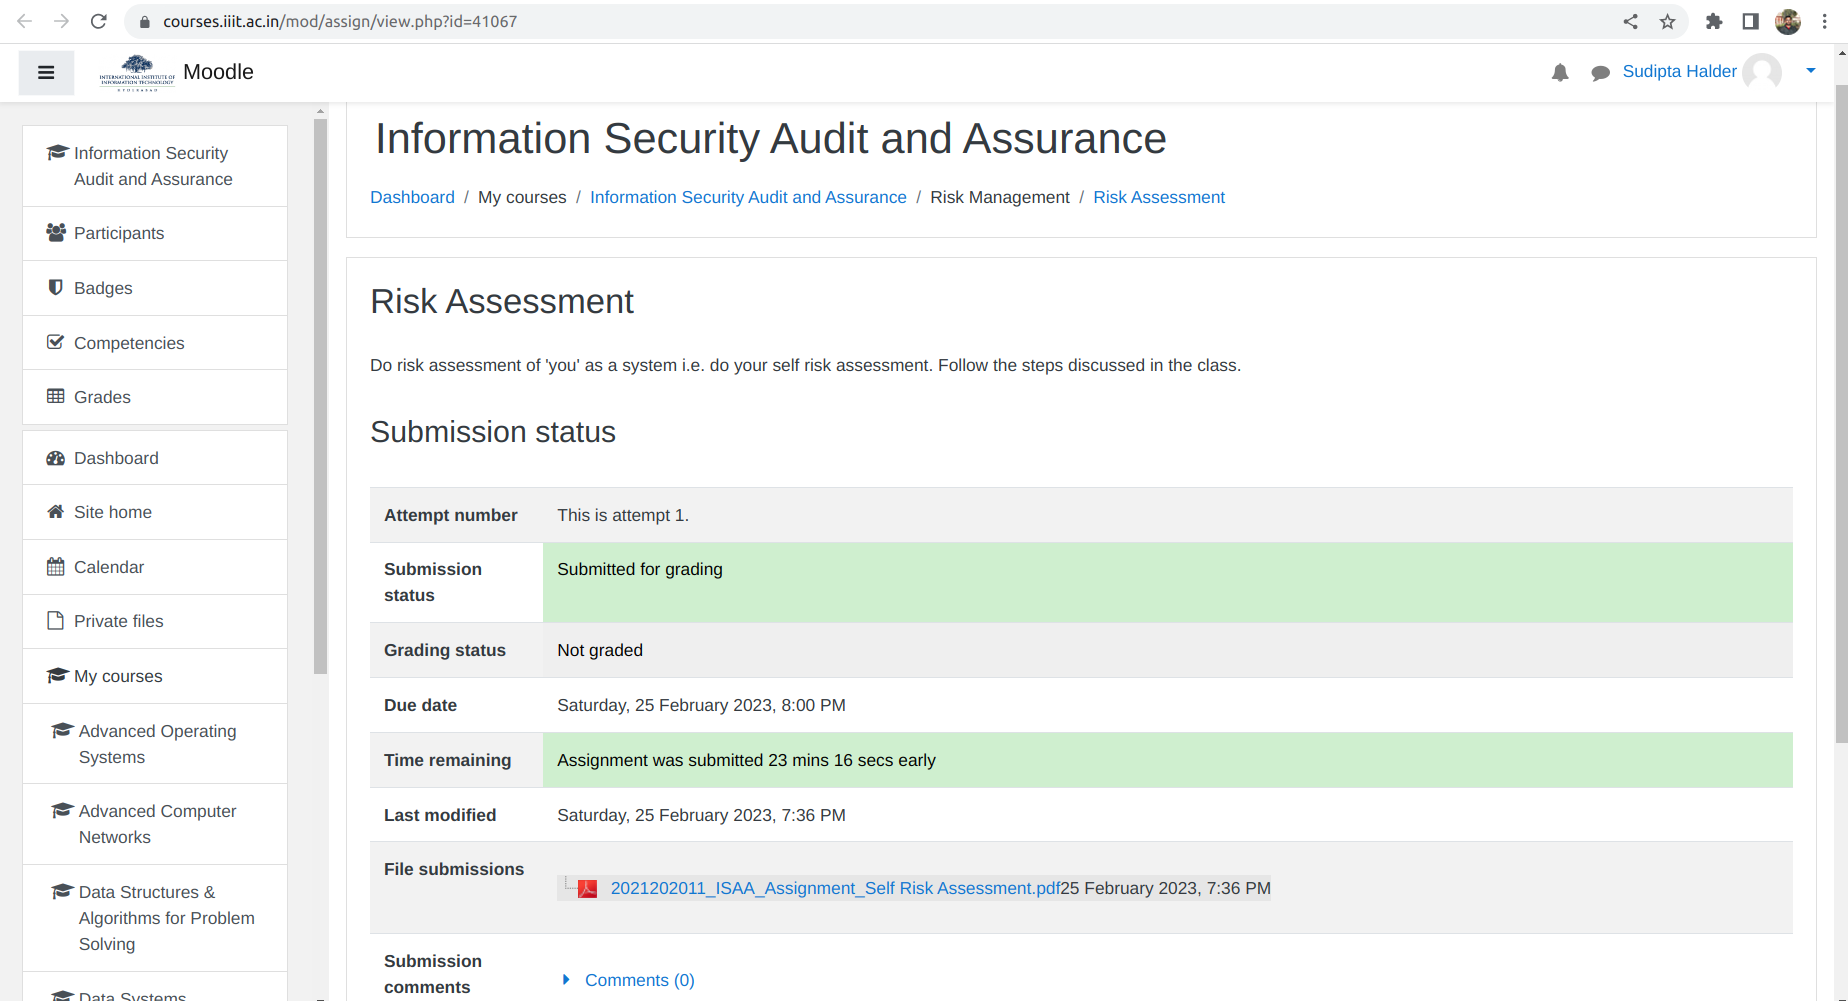 courses.iiit.ac.in/mod/assign/view.php?id=41067
INTERNATIONAL INSTITUTE OF
INFORMATION TECHNOLOGY
HYDERABAD
Moodle
Sudipta Halder
Information Security
Audit and Assurance
Participants
Badges
Competencies
Grades
Dashboard
Site home
Calendar
Private files
My courses
Advanced Operating
Systems
Advanced Computer
Networks
Data Structures &
Algorithms for Problem
Solving
Data Systems
Information Security Audit and Assurance
Dashboard / My courses / Information Security Audit and Assurance / Risk Management / Risk Assessment
Risk Assessment
Do risk assessment of 'you' as a system i.e. do your self risk assessment. Follow the steps discussed in the class.
Submission status
Attempt number This is attempt 1.
Submission
status
Submitted for grading
Grading status Not graded
Due date Saturday, 25 February 2023, 8:00 PM
Time remaining Assignment was submitted 23 mins 16 secs early
Last modified Saturday, 25 February 2023, 7:36 PM
File submissions
2021202011_ISAA_Assignment_Self Risk Assessment.pdf25 February 2023, 7:36 PM
Submission
comments
Comments (0)